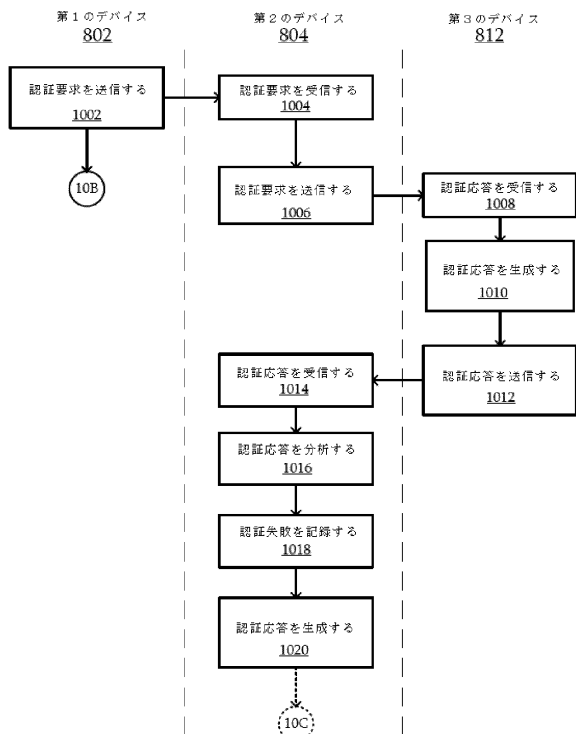 第1のデバイス
802
第2のデバイス
804
第3のデバイス
812
認証要求を送信する
1002
認証要求を受信する
1004
10B
認証要求を送信する
1006
認証応答を受信する
1008
認証応答を生成する
1010
認証応答を送信する
1012
認証応答を受信する
1014
認証応答を分析する
1016
認証失敗を記録する
1018
認証応答を生成する
1020
10C